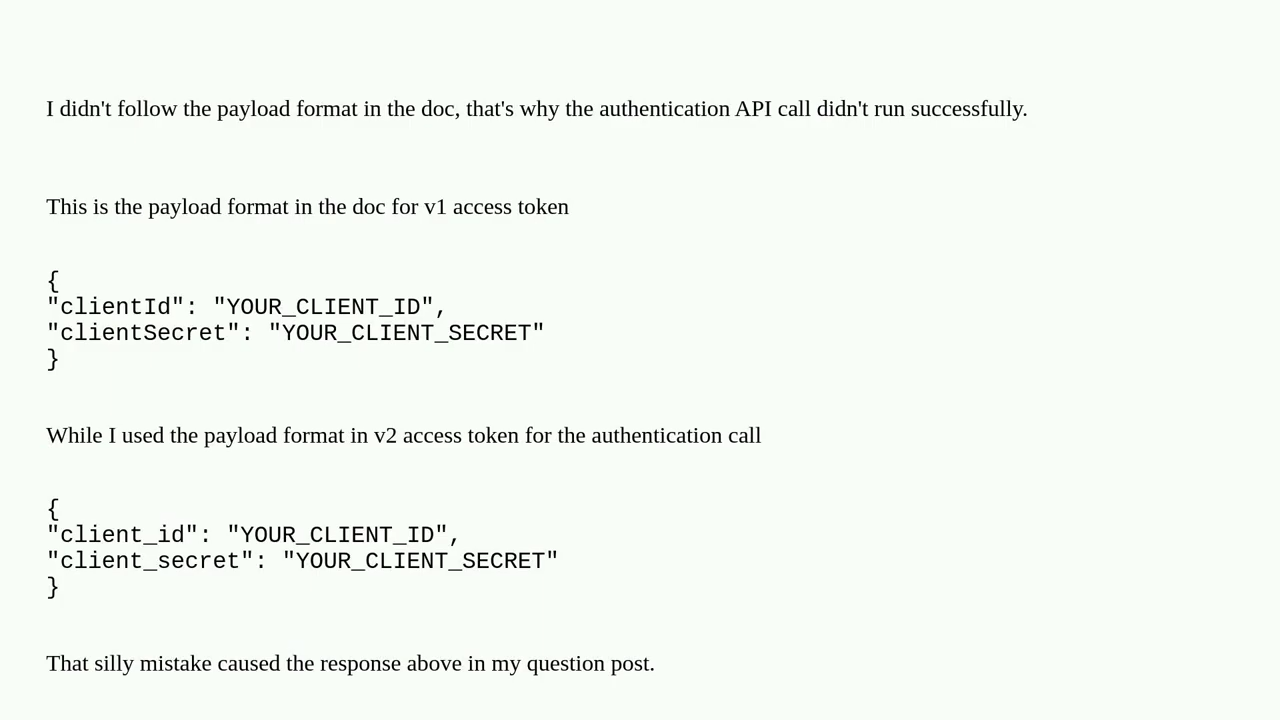 I didn't follow the payload format in the doc, that's why the authentication API call didn't run successfully.
This is the payload format in the doc for v1 access token
{
"clientId": "YOUR_CLIENT_ID",
"clientSecret": "YOUR_CLIENT_SECRET"
}
While I used the payload format in v2 access token for the authentication call
{
"client_id": "YOUR_CLIENT_ID",
"client_secret": "YOUR_CLIENT_SECRET"
}
That silly mistake caused the response above in my question post.